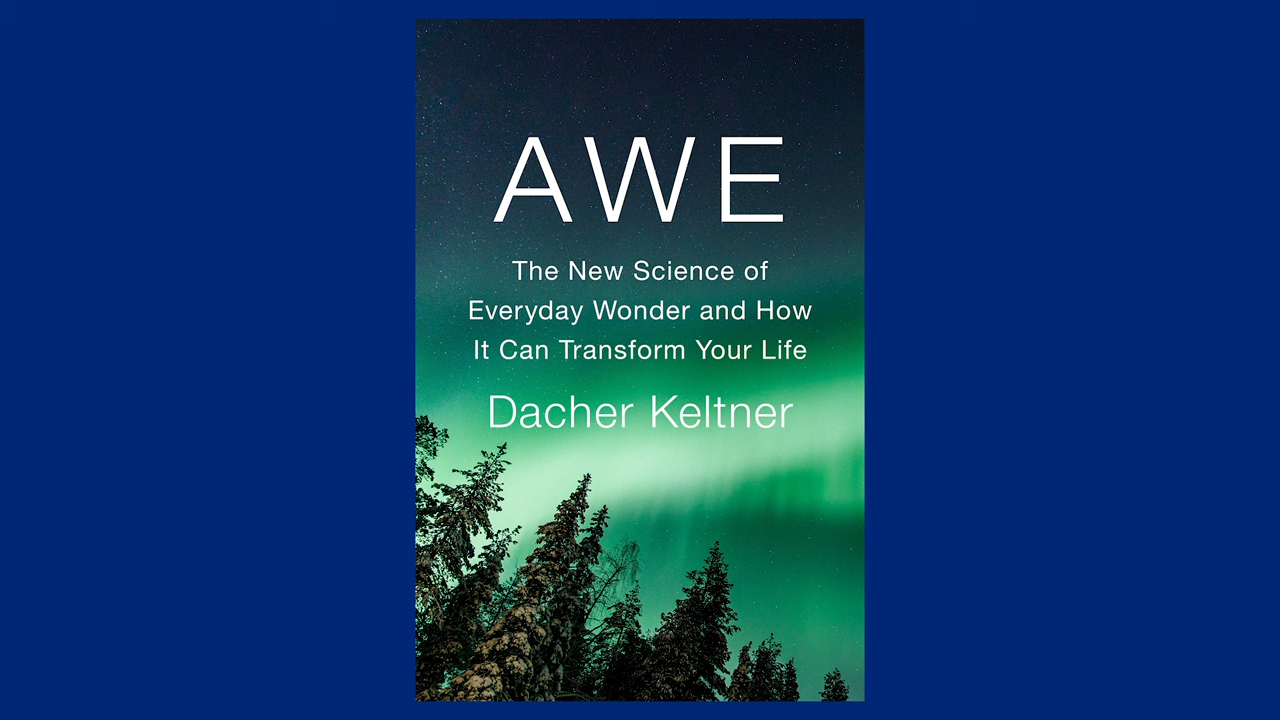 AWE
The New Science of
Everyday Wonder and How
It Can Transform Your Life
Dacher Keltner